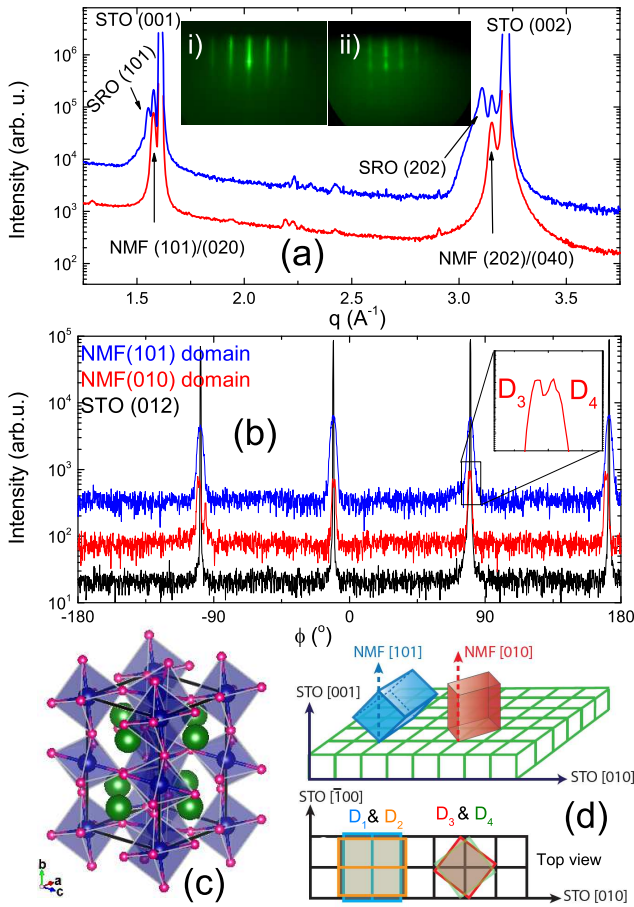 STO (001)
STO (002)
i)
ii)
SRO (101)
SRO (202)
NMF (101)/(020)
(a)
NMF (202)/(040)
Intensity (arb. u.)
10⁶
10⁵
10⁴
10³
10²
1.5 2.0 2.5 3.0 3.5
q (A⁻¹)
NMF(101) domain
NMF(010) domain
STO (012)
(b)
D₃ D₄
Intensity (arb.u.)
10⁵
10⁴
10³
10²
10¹
-180 -90 0 90 180
ϕ (°)
NMF [101]
NMF [010]
STO [001]
STO [010]
b
a
c
(c)
STO [1̅00]
D₁ & D₂
D₃ & D₄
(d)
Top view
STO [010]